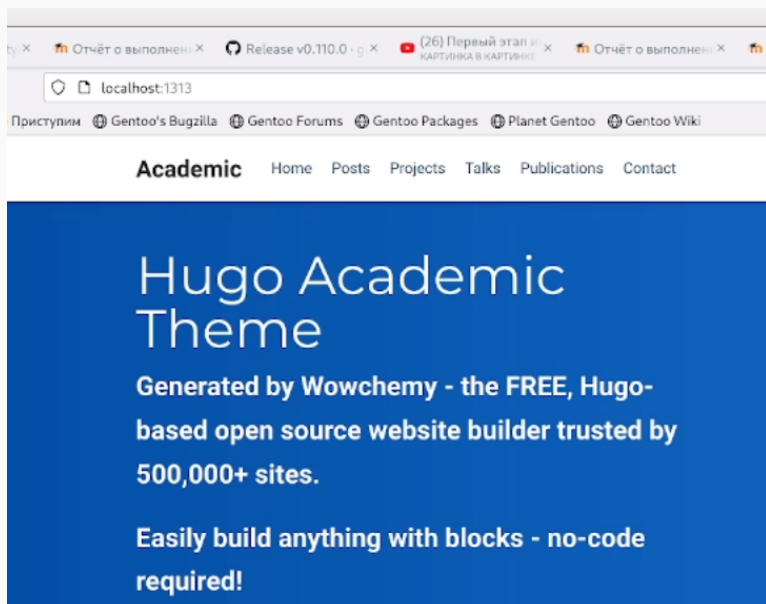 ty × Отчёт о выполнени × Release v0.110.0 · g × (26) Первый этап и × Отчёт о выполнени ×
КАРТИНКА В КАРТИНКЕ
localhost:1313
Приступим Gentoo's Bugzilla Gentoo Forums Gentoo Packages Planet Gentoo Gentoo Wiki
Academic Home Posts Projects Talks Publications Contact
Hugo Academic
Theme
Generated by Wowchemy - the FREE, Hugo-
based open source website builder trusted by
500,000+ sites.
Easily build anything with blocks - no-code
required!